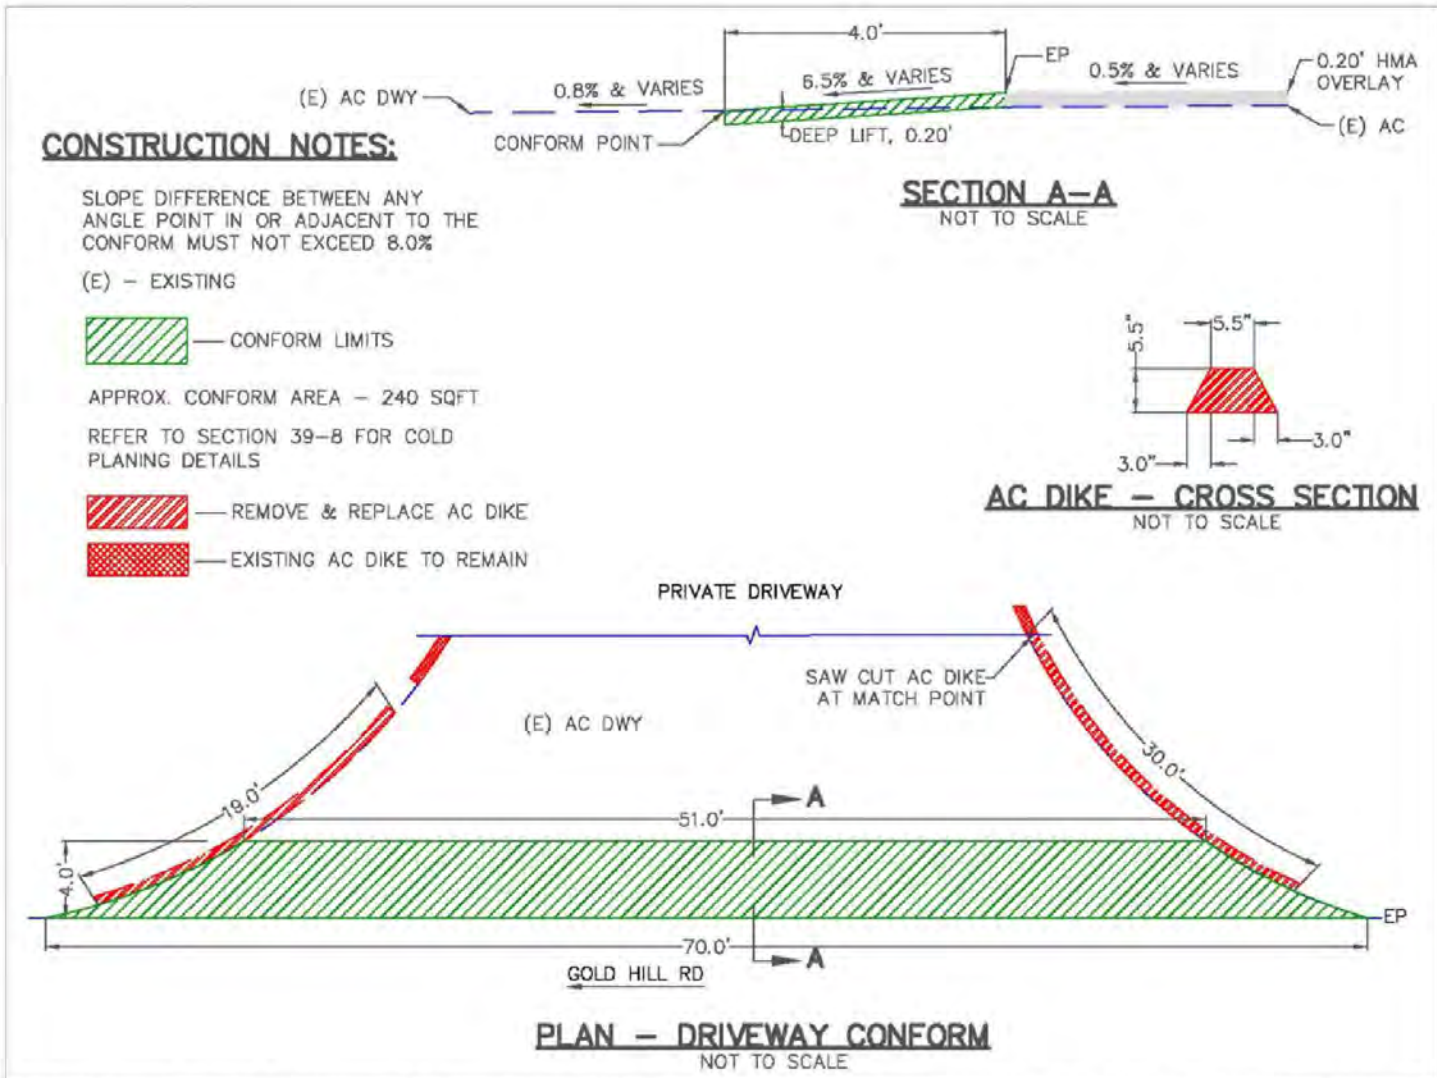 4.0'
EP
(E) AC DWY
0.8% & VARIES
6.5% & VARIES
0.5% & VARIES
0.20' HMA
OVERLAY
CONFORM POINT
DEEP LIFT, 0.20'
(E) AC
SECTION A-A
NOT TO SCALE
CONSTRUCTION NOTES:
SLOPE DIFFERENCE BETWEEN ANY
ANGLE POINT IN OR ADJACENT TO THE
CONFORM MUST NOT EXCEED 8.0%
(E) - EXISTING
CONFORM LIMITS
APPROX. CONFORM AREA - 240 SQFT
REFER TO SECTION 39-8 FOR COLD
PLANING DETAILS
REMOVE & REPLACE AC DIKE
EXISTING AC DIKE TO REMAIN
5.5"
5.5"
3.0"
3.0"
AC DIKE - CROSS SECTION
NOT TO SCALE
PRIVATE DRIVEWAY
SAW CUT AC DIKE
AT MATCH POINT
(E) AC DWY
19.0'
30.0'
A
51.0'
4.0'
EP
70.0'
A
GOLD HILL RD
PLAN - DRIVEWAY CONFORM
NOT TO SCALE